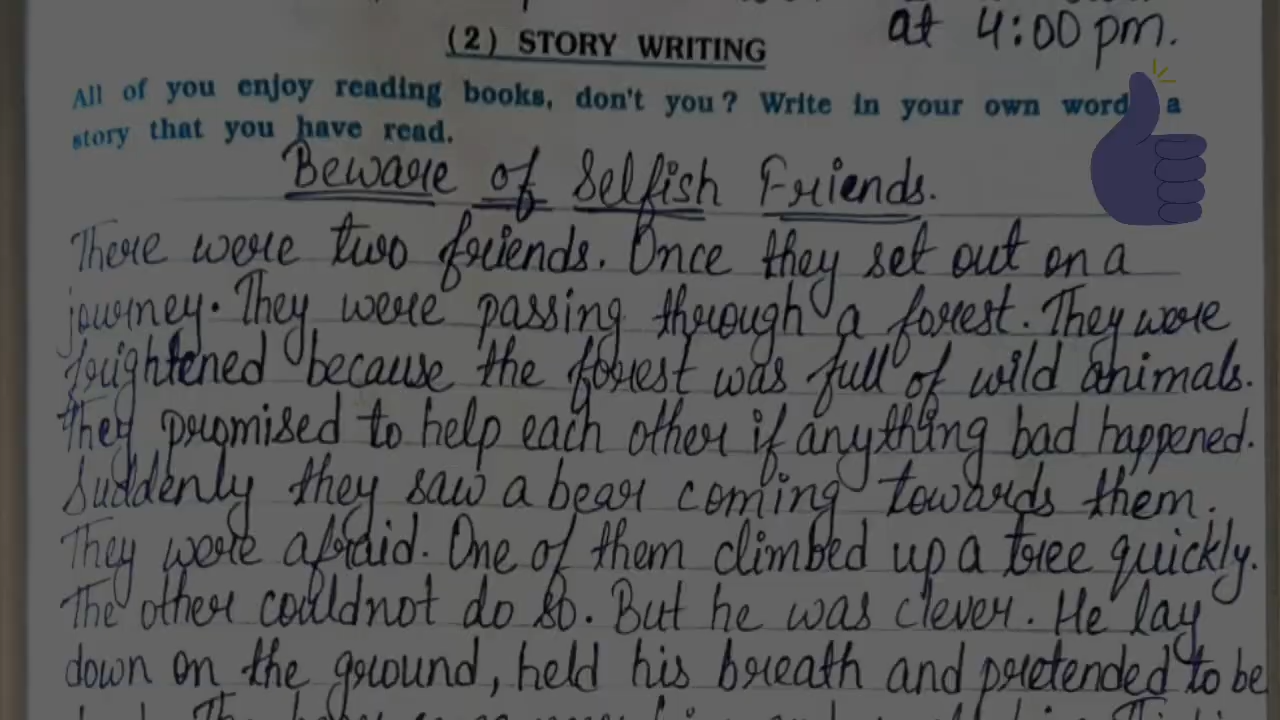 at 4:00 pm.
(2) STORY WRITING
All of you enjoy reading books, don't you? Write in your own word a
story that you have read.
Beware of Selfish Friends.
There were two friends. Once they set out on a
journey. They were passing through a forest. They were
frightened because the forest was full of wild animals.
They promised to help each other if anything bad happened.
Suddenly they saw a bear coming towards them.
They were afraid. One of them climbed up a tree quickly.
The other couldnot do so. But he was clever. He lay
down on the ground, held his breath and pretended to be